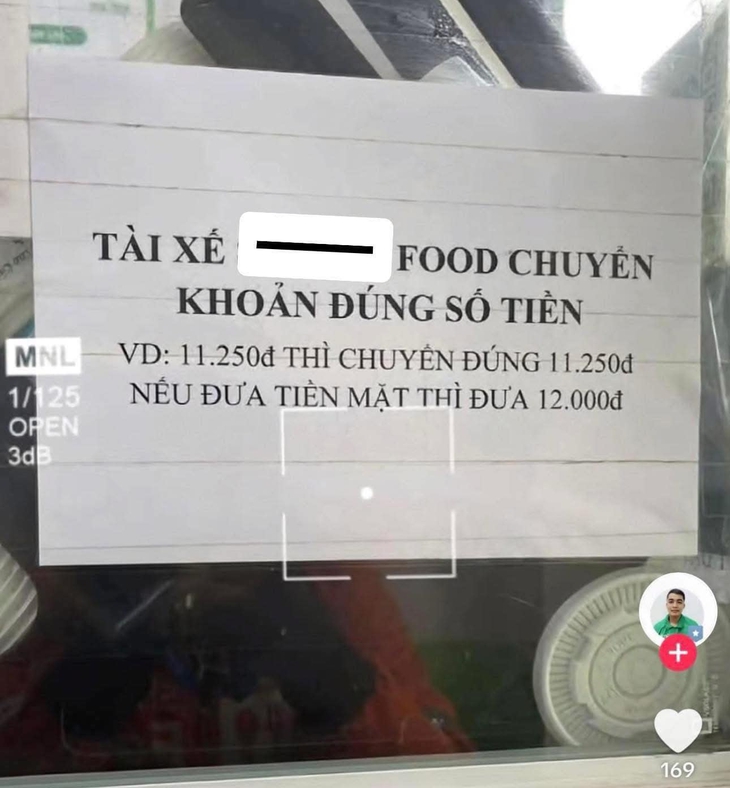 TÀI XẾ FOOD CHUYỂN
KHOẢN ĐÚNG SỐ TIỀN
VD: 11.250đ THÌ CHUYỂN ĐÚNG 11.250đ
NẾU ĐƯA TIỀN MẶT THÌ ĐƯA 12.000đ
MNL
1/125
OPEN
3dB
169